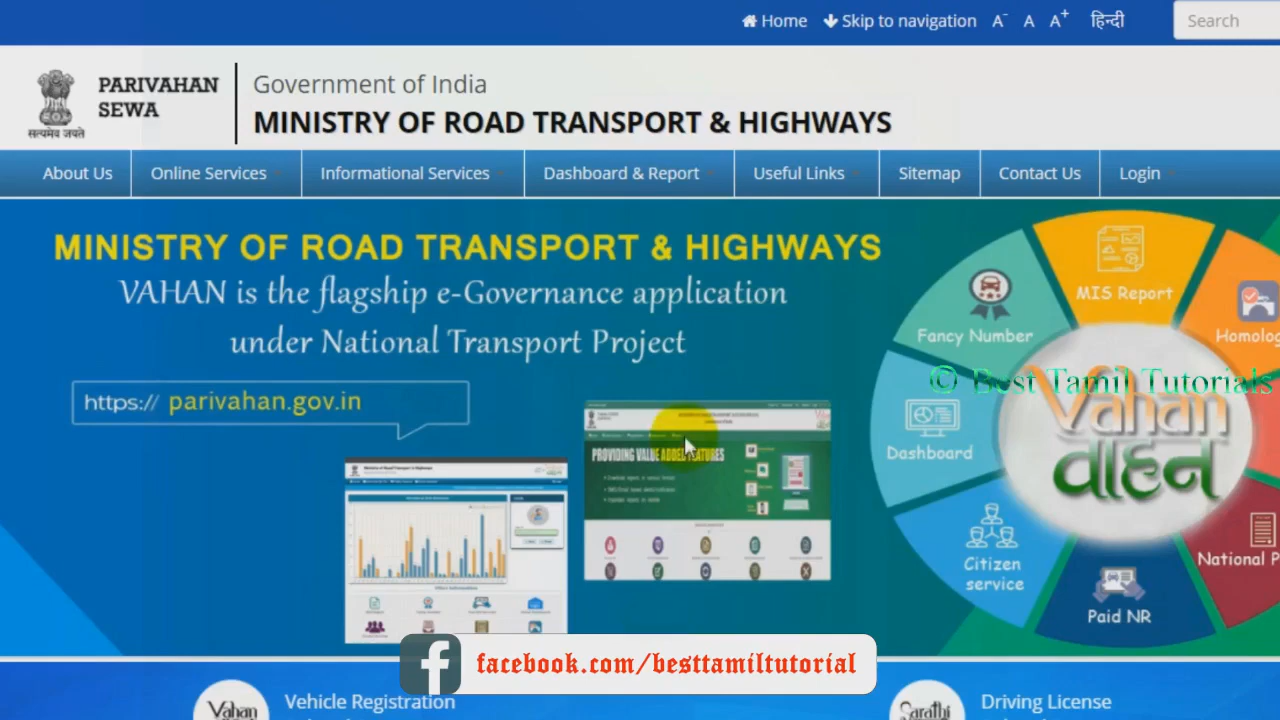 Home Skip to navigation A- A A+ हिन्दी Search
PARIVAHAN
SEWA
सत्यमेव जयते
Government of India
MINISTRY OF ROAD TRANSPORT & HIGHWAYS
About Us Online Services Informational Services Dashboard & Report Useful Links Sitemap Contact Us Login
MINISTRY OF ROAD TRANSPORT & HIGHWAYS
VAHAN is the flagship e-Governance application
under National Transport Project
https:// parivahan.gov.in
PROVIDING VALUE ADDED FEATURES
MIS Report
Fancy Number
Homolog
Dashboard
Citizen
service
Paid NR
National P
Vahan
વાહન
© Best Tamil Tutorials
facebook.com/besttamiltutorial
Vahan
Vehicle Registration
Sarathi
Driving License